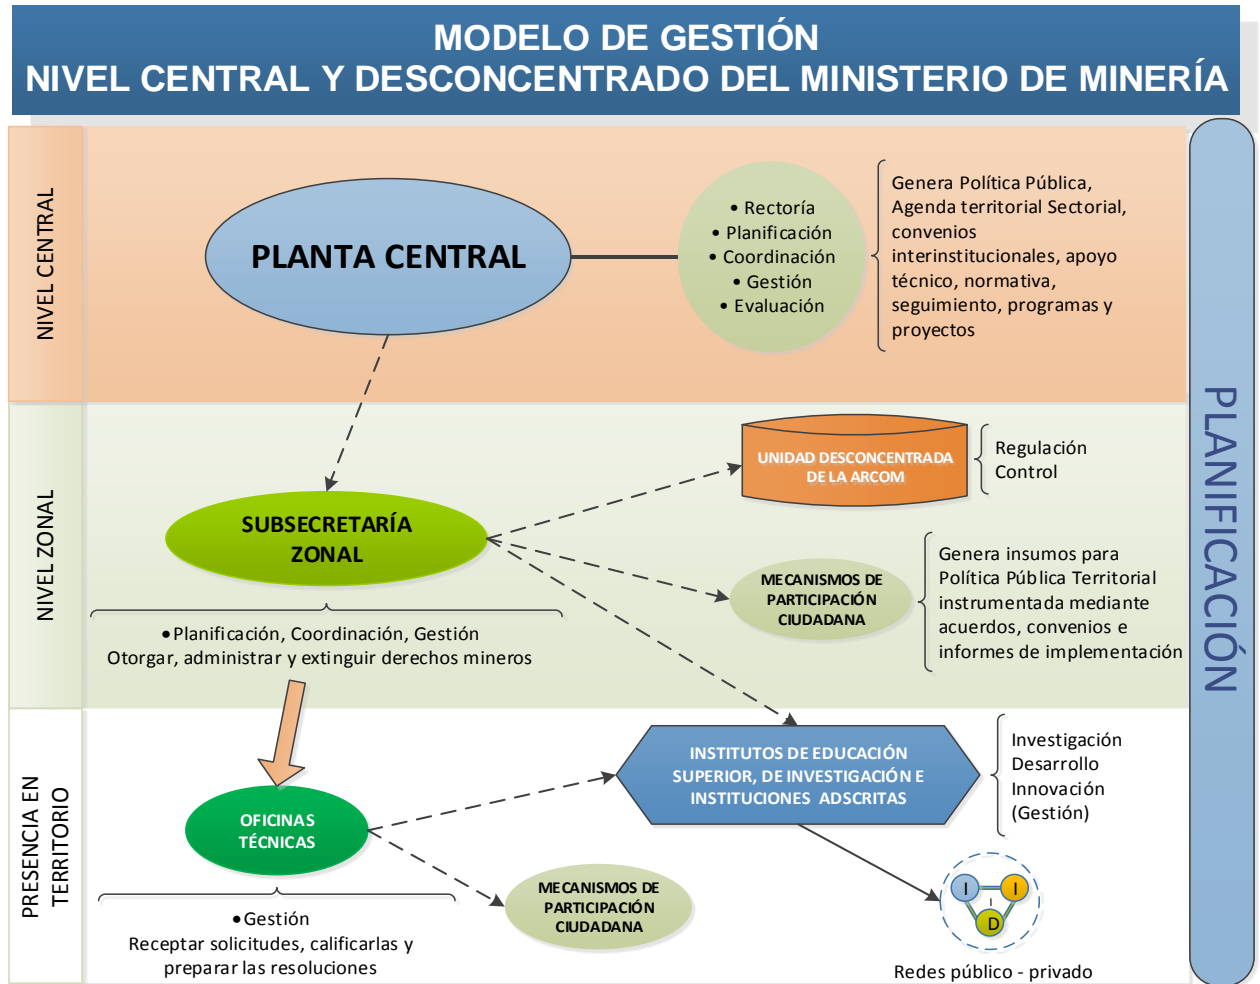 MODELO DE GESTIÓN
NIVEL CENTRAL Y DESCONCENTRADO DEL MINISTERIO DE MINERÍA
NIVEL CENTRAL
PLANTA CENTRAL
• Rectoría
• Planificación
• Coordinación
• Gestión
• Evaluación
Genera Política Pública,
Agenda territorial Sectorial,
convenios
interinstitucionales, apoyo
técnico, normativa,
seguimiento, programas y
proyectos
PLANIFICACIÓN
NIVEL ZONAL
SUBSECRETARÍA
ZONAL
•Planificación, Coordinación, Gestión
Otorgar, administrar y extinguir derechos mineros
UNIDAD DESCONCENTRADA
DE LA ARCOM
Regulación
Control
MECANISMOS DE
PARTICIPACIÓN
CIUDADANA
Genera insumos para
Política Pública Territorial
instrumentada mediante
acuerdos, convenios e
informes de implementación
PRESENCIA EN
TERRITORIO
OFICINAS
TÉCNICAS
•Gestión
Receptar solicitudes, calificarlas y
preparar las resoluciones
INSTITUTOS DE EDUCACIÓN
SUPERIOR, DE INVESTIGACIÓN E
INSTITUCIONES ADSCRITAS
Investigación
Desarrollo
Innovación
(Gestión)
MECANISMOS DE
PARTICIPACIÓN
CIUDADANA
I I
D
Redes público - privado